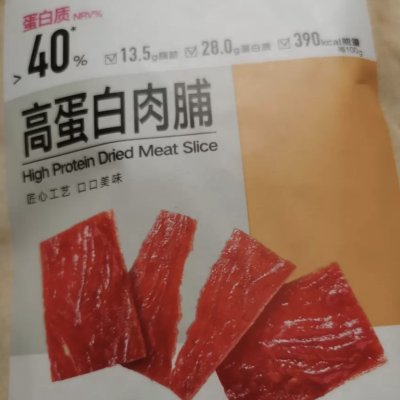 蛋白质 NRV%
>40*%
☑13.5g脂肪 ☑28.0g蛋白质 ☑390kcal能量
每100g
高蛋白肉脯
High Protein Dried Meat Slice
匠心工艺 口口美味